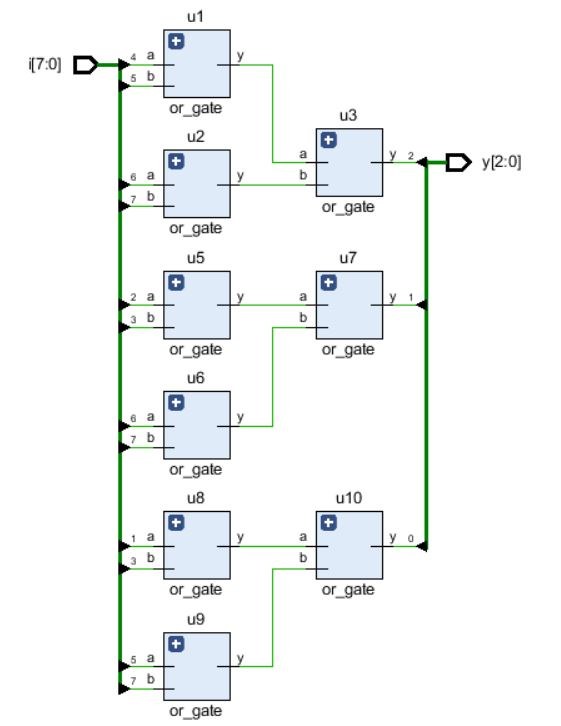 u1
i[7:0]
4 a
y
5 b
or_gate
u2
u3
a
y 2
y[2:0]
6 a
y
b
7 b
or_gate
or_gate
u5
u7
2 a
y
a
y 1
3 b
b
or_gate
or_gate
u6
6 a
y
7 b
or_gate
u8
u10
1 a
y
a
y 0
3 b
b
or_gate
or_gate
u9
5 a
y
7 b
or_gate